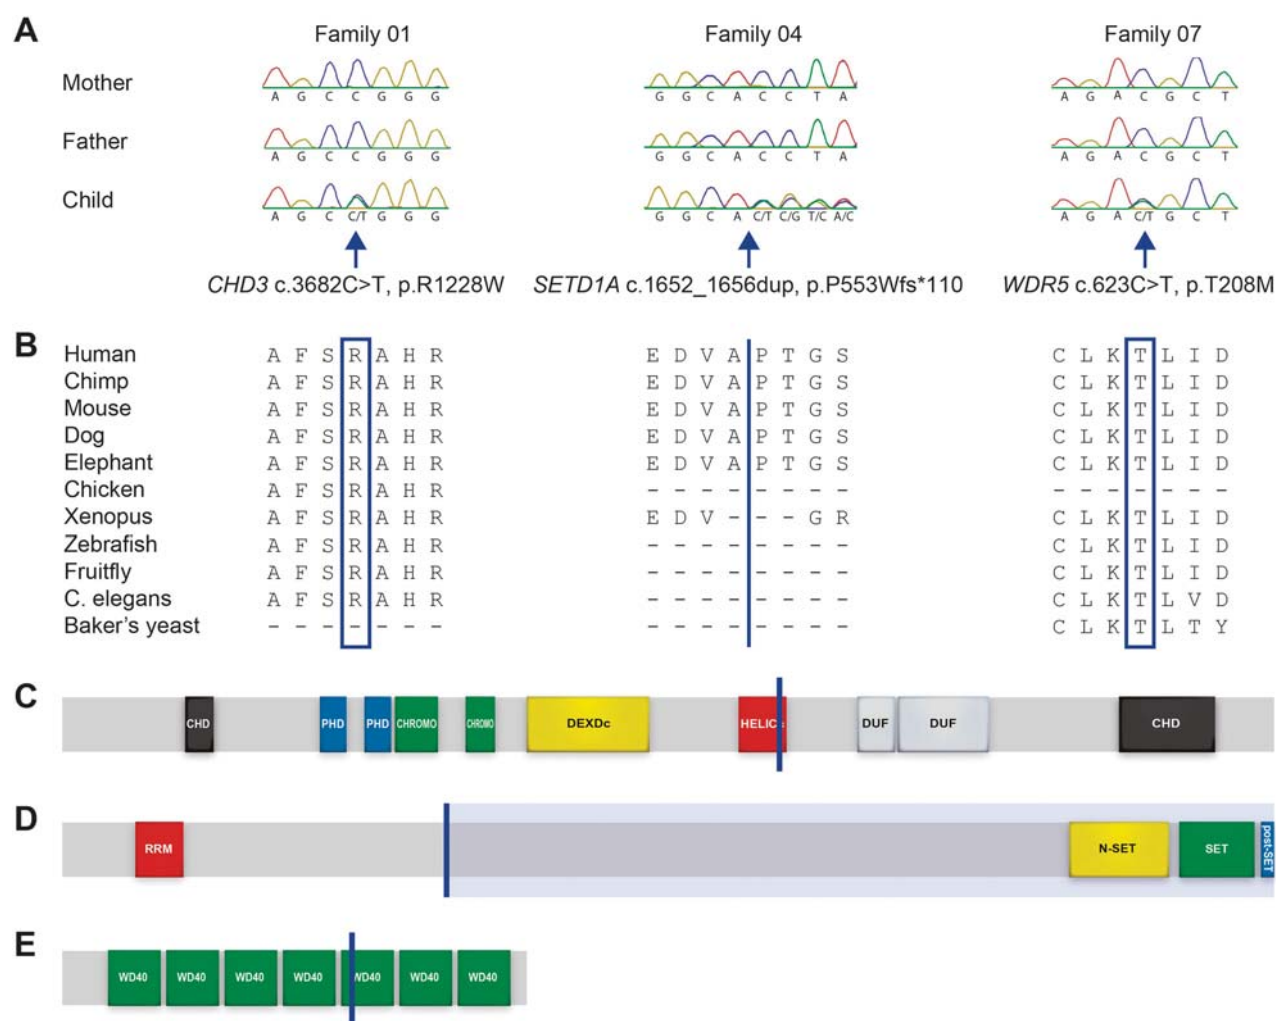 A
Family 01 Family 04 Family 07
Mother
A G C C G G G G G C A C C T A A G A C G C T
Father
A G C C G G G G G C A C C T A A G A C G C T
Child
A G C C/T G G G G G C A C/T C/G T/C A/C A G A C/T G C T
CHD3 c.3682C>T, p.R1228W SETD1A c.1652_1656dup, p.P553Wfs*110 WDR5 c.623C>T, p.T208M
B
Human A F S R A H R E D V A P T G S C L K T L I D
Chimp A F S R A H R E D V A P T G S C L K T L I D
Mouse A F S R A H R E D V A P T G S C L K T L I D
Dog A F S R A H R E D V A P T G S C L K T L I D
Elephant A F S R A H R E D V A P T G S C L K T L I D
Chicken A F S R A H R - - - - - - - - - - - - - - -
Xenopus A F S R A H R E D V - - - G R C L K T L I D
Zebrafish A F S R A H R - - - - - - - - C L K T L I D
Fruitfly A F S R A H R - - - - - - - - C L K T L I D
C. elegans A F S R A H R - - - - - - - - C L K T L V D
Baker's yeast - - - - - - - - - - - - - - - C L K T L T Y
C
CHD PHD PHD CHROMO CHROMO DEXDc HELICc DUF DUF CHD
D
RRM N-SET SET post-SET
E
WD40 WD40 WD40 WD40 WD40 WD40 WD40